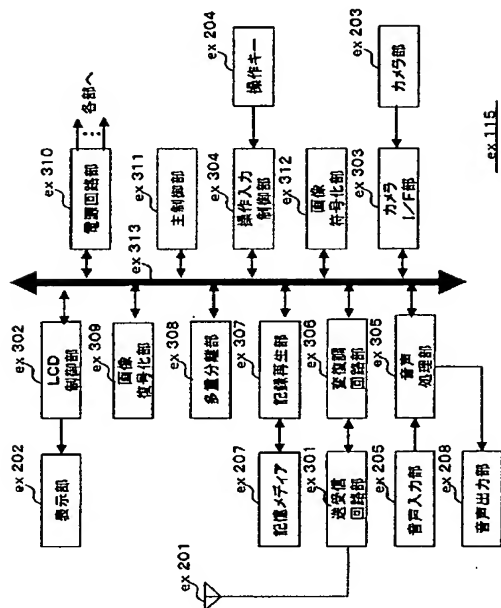 ex 204
操作キー
ex 203
カメラ部
各部へ
ex 310
電源回路部
ex 311
主制御部
ex 304
操作入力
制御部
ex 312
画像
符号化部
ex 303
カメラ
I/F部
ex 115
ex 313
ex 302
LCD
制御部
ex 309
画像
復号化部
ex 308
多重分離部
ex 307
記録再生部
ex 306
変復調
回路部
ex 305
音声
処理部
ex 202
表示部
ex 207
記憶メディア
ex 301
送受信
回路部
ex 205
音声入力部
ex 208
音声出力部
ex 201